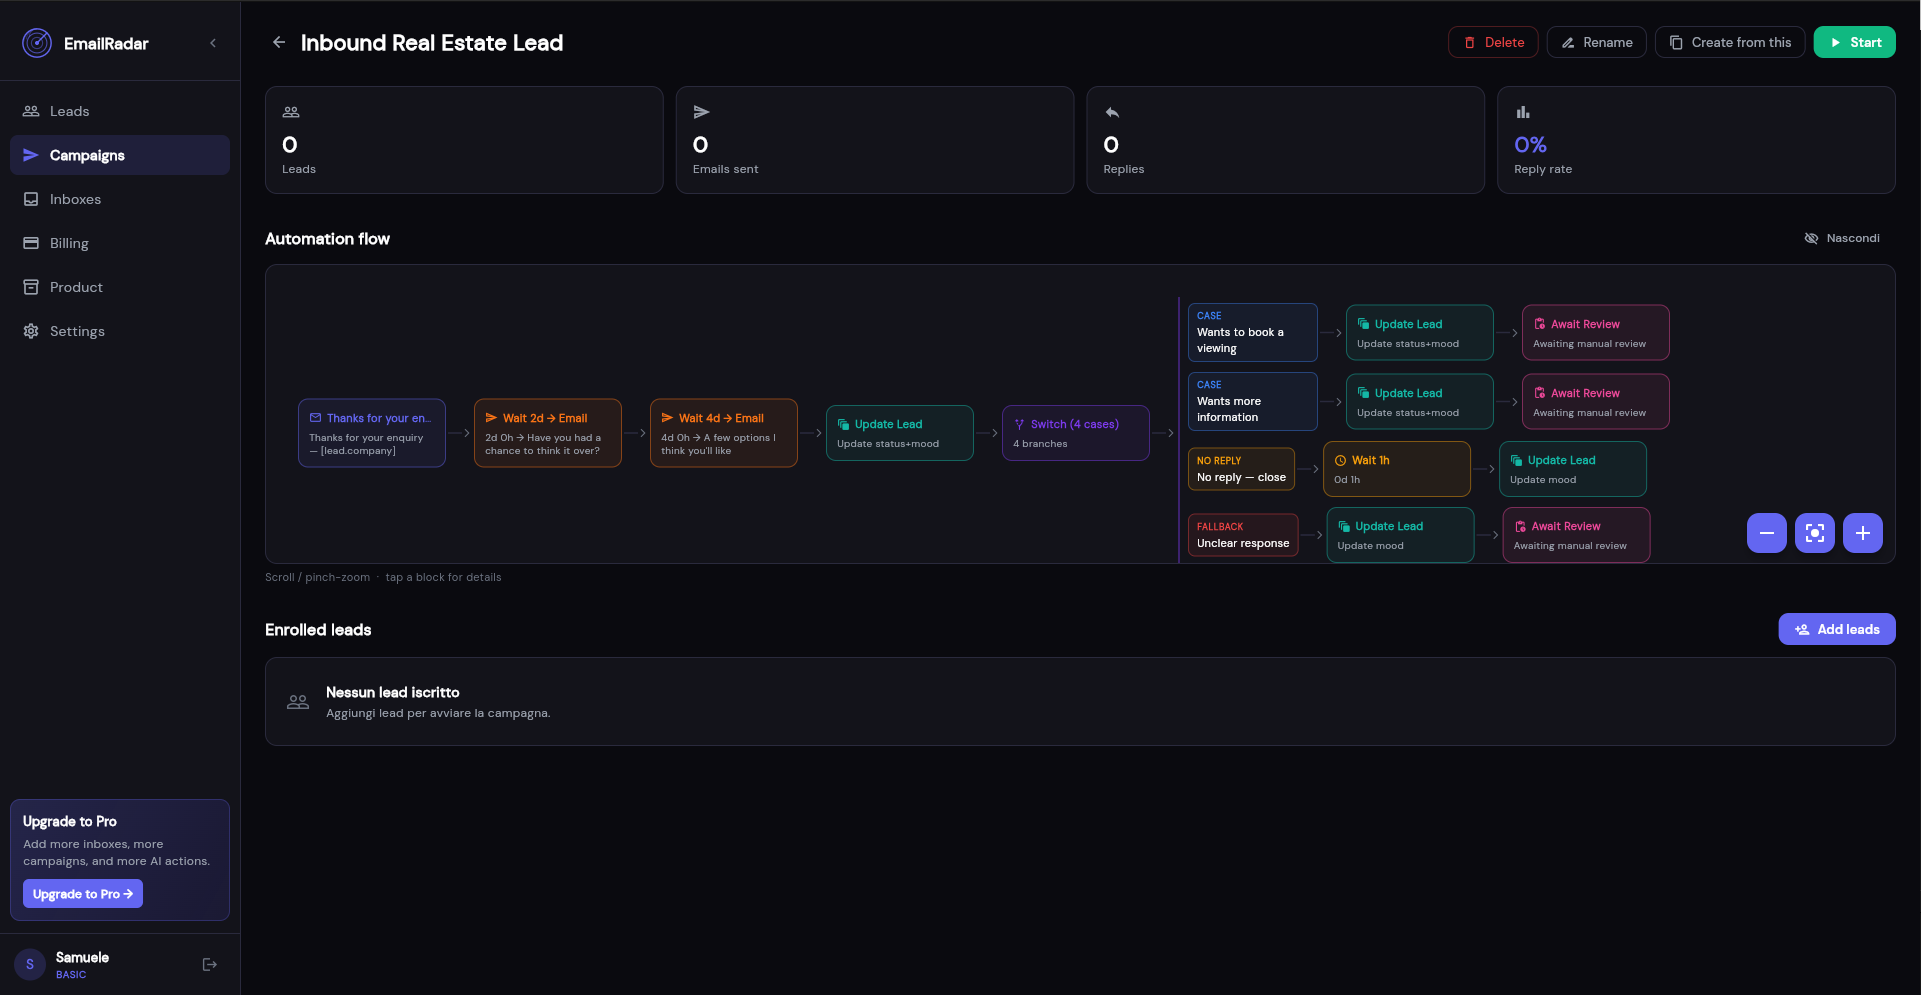 EmailRadar
Leads
Campaigns
Inboxes
Billing
Product
Settings
Upgrade to Pro
Add more inboxes, more
campaigns, and more AI actions.
Upgrade to Pro →
S
Samuele
BASIC
Inbound Real Estate Lead
Delete
Rename
Create from this
Start
0
Leads
0
Emails sent
0
Replies
0%
Reply rate
Automation flow
Nascondi
Thanks for your en...
Thanks for your enquiry
— [lead.company]
Wait 2d → Email
2d 0h → Have you had a
chance to think it over?
Wait 4d → Email
4d 0h → A few options I
think you'll like
Update Lead
Update status+mood
Switch (4 cases)
4 branches
CASE
Wants to book a
viewing
Update Lead
Update status+mood
Await Review
Awaiting manual review
CASE
Wants more
information
Update Lead
Update status+mood
Await Review
Awaiting manual review
NO REPLY
No reply — close
Wait 1h
0d 1h
Update Lead
Update mood
FALLBACK
Unclear response
Update Lead
Update mood
Await Review
Awaiting manual review
Scroll / pinch-zoom · tap a block for details
Enrolled leads
Add leads
Nessun lead iscritto
Aggiungi lead per avviare la campagna.